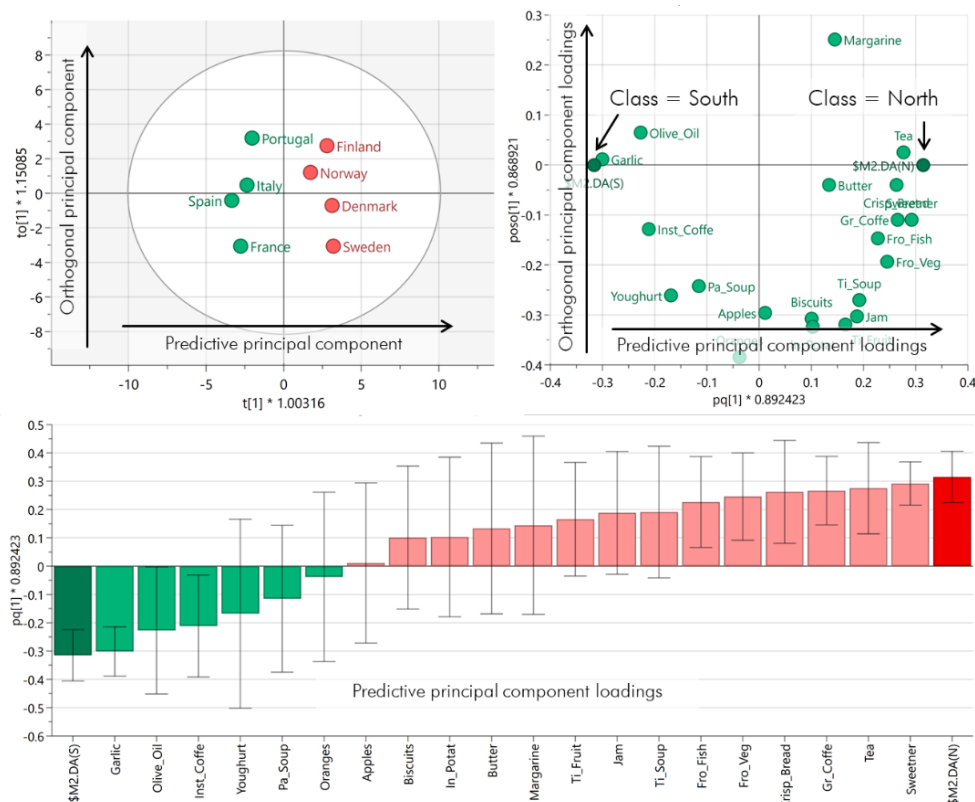 8
6
4
2
0
-2
-4
-6
-8
to[1] * 1.15085
Orthogonal principal component
Portugal
Finland
Norway
Italy
Spain
Denmark
France
Sweden
Predictive principal component
-10
-5
0
5
10
t[1] * 1.00316
0.3
0.2
0.1
0
-0.1
-0.2
-0.3
-0.4
poso[1] * 0.868921
Orthogonal principal component loadings
Margarine
Class = South
Class = North
Olive_Oil
Tea
Garlic
$M2.DA(N)
$M2.DA(S)
Butter
Crisp_Bread
Sweetner
Gr_Coffe
Inst_Coffe
Fro_Fish
Fro_Veg
Pa_Soup
Ti_Soup
Youghurt
Biscuits
Apples
Jam
Predictive principal component loadings
Oranges
Ti_Fruit
-0.4
-0.3
-0.2
-0.1
0
0.1
0.2
0.3
0.4
pq[1] * 0.892423
0.5
0.4
0.3
0.2
0.1
0
-0.1
-0.2
-0.3
-0.4
-0.5
-0.6
pq[1] * 0.892423
Predictive principal component loadings
$M2.DA(S)
Garlic
Olive_Oil
Inst_Coffe
Youghurt
Pa_Soup
Oranges
Apples
Biscuits
In_Potat
Butter
Margarine
Ti_Fruit
Jam
Ti_Soup
Fro_Fish
Fro_Veg
Crisp_Bread
Gr_Coffe
Tea
Sweetner
$M2.DA(N)